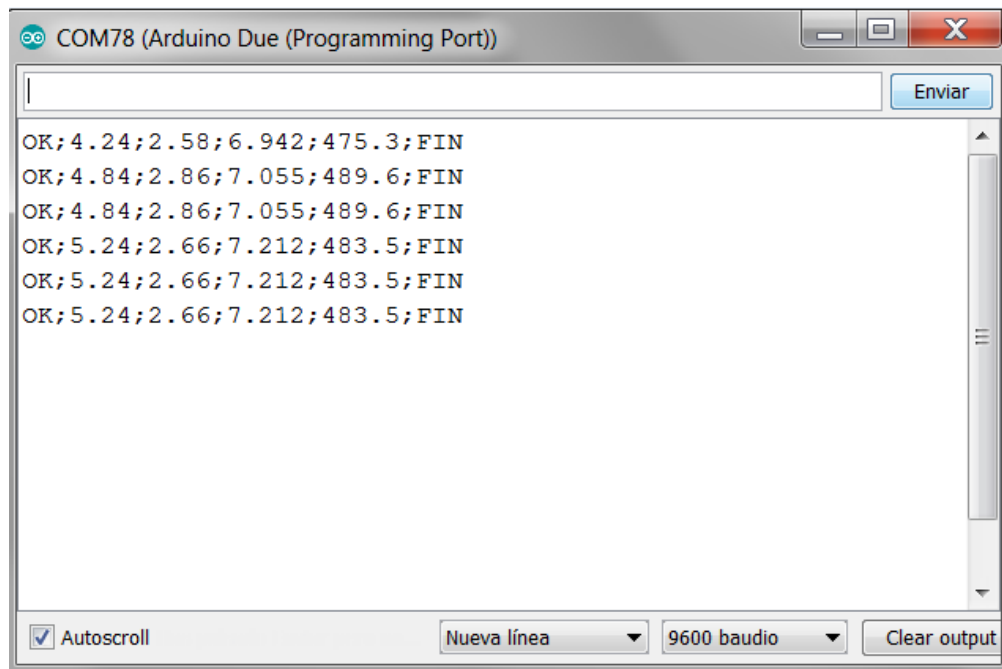 COM78 (Arduino Due (Programming Port))
Enviar
OK;4.24;2.58;6.942;475.3;FIN
OK;4.84;2.86;7.055;489.6;FIN
OK;4.84;2.86;7.055;489.6;FIN
OK;5.24;2.66;7.212;483.5;FIN
OK;5.24;2.66;7.212;483.5;FIN
OK;5.24;2.66;7.212;483.5;FIN
Autoscroll Nueva línea 9600 baudio Clear output